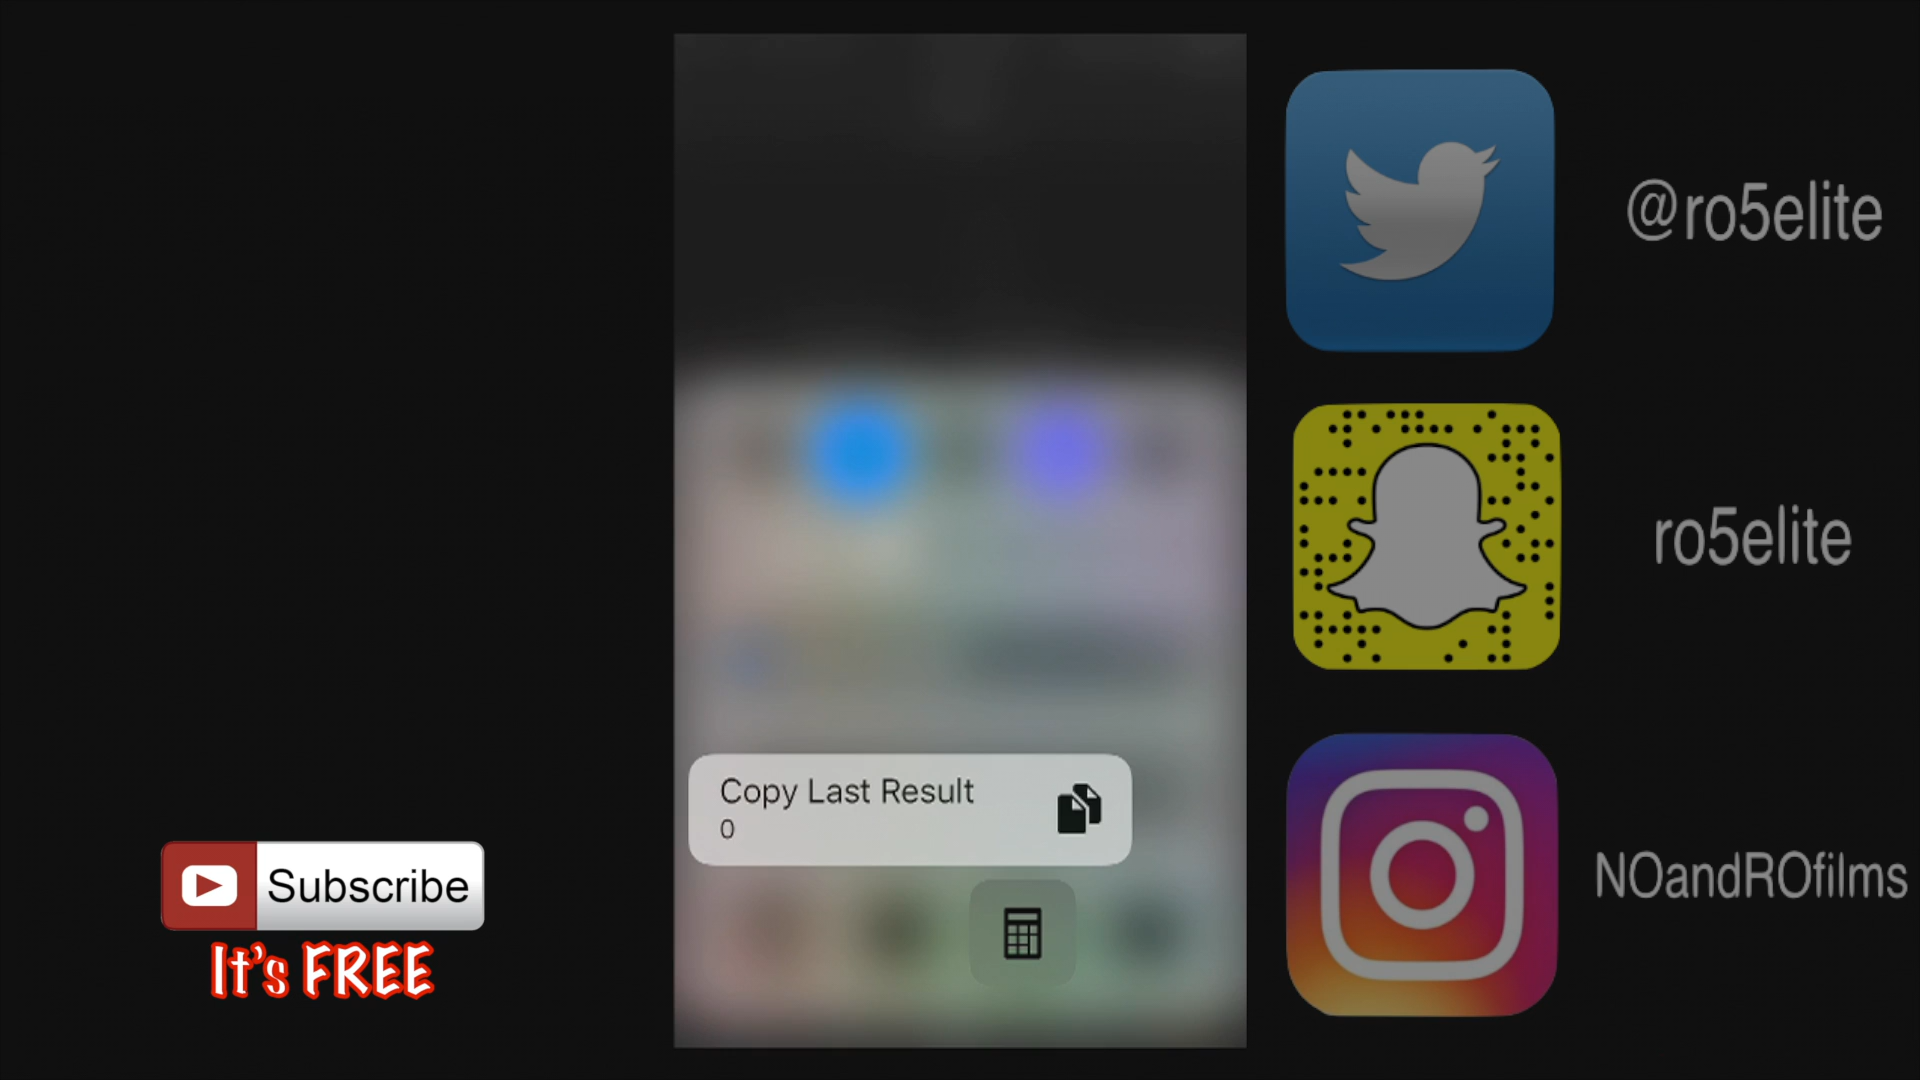 @ro5elite
ro5elite
Copy Last Result
0
NOandROfilms
Subscribe
It's FREE